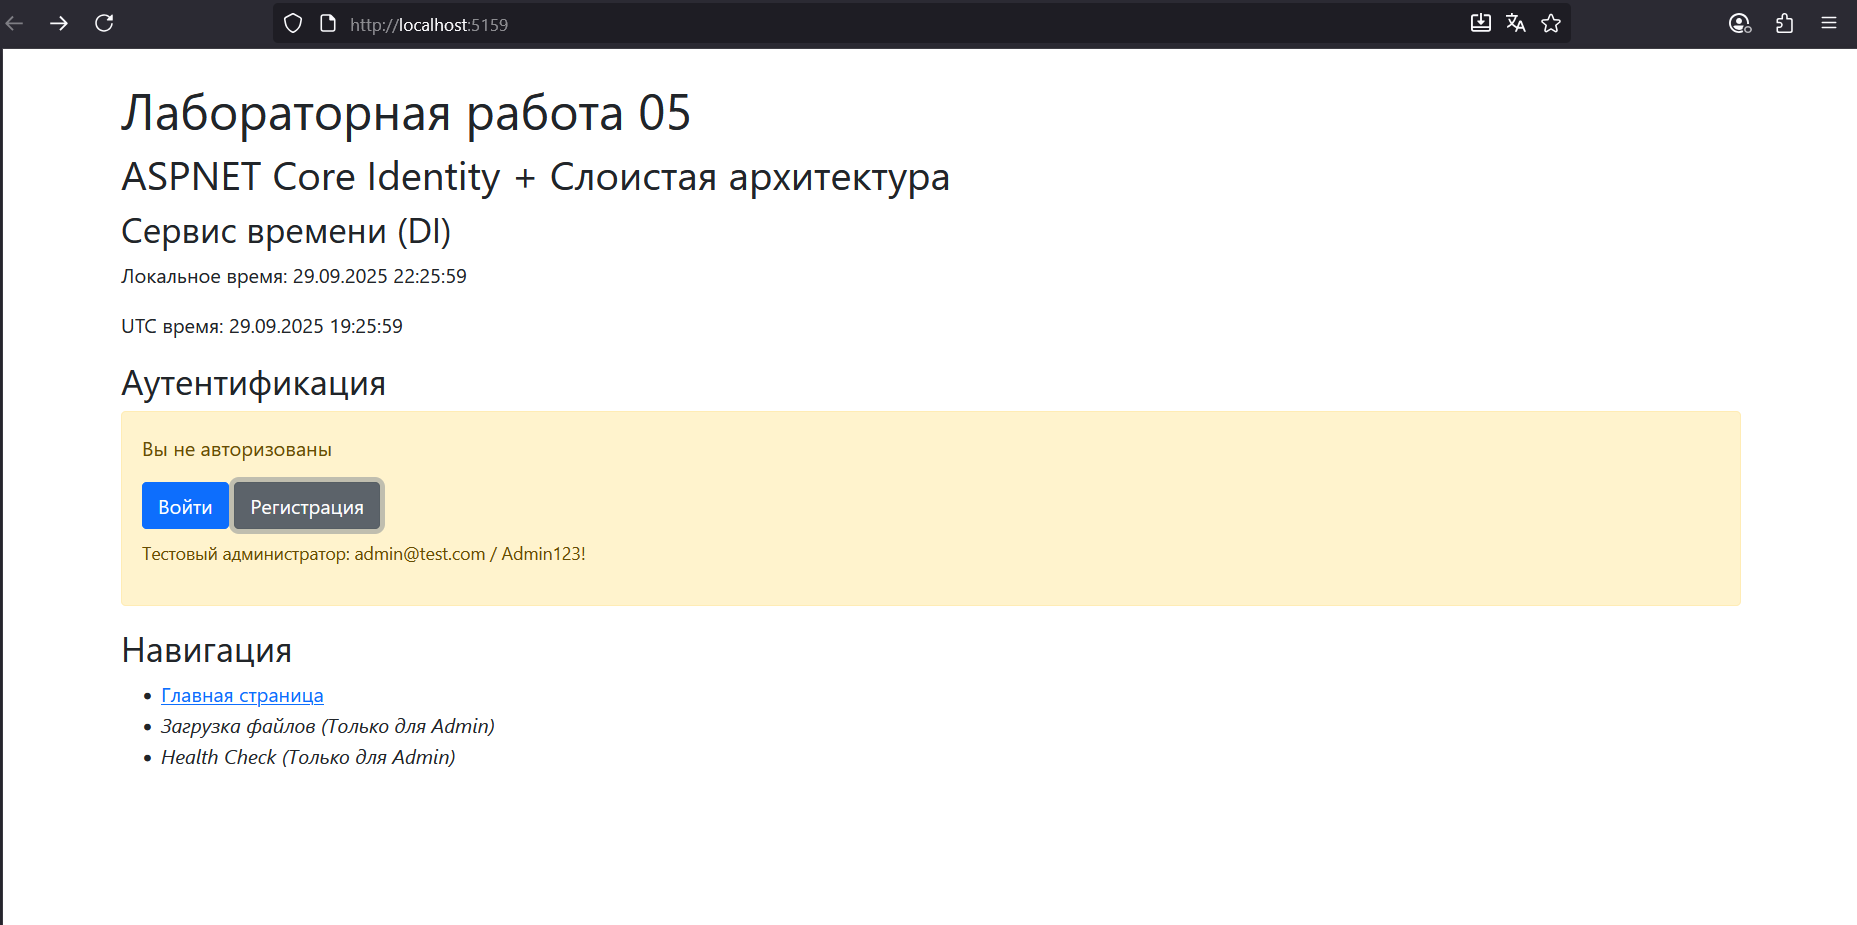 http://localhost:5159
Лабораторная работа 05
ASPNET Core Identity + Слоистая архитектура
Сервис времени (DI)
Локальное время: 29.09.2025 22:25:59
UTC время: 29.09.2025 19:25:59
Аутентификация
Вы не авторизованы
Войти Регистрация
Тестовый администратор: admin@test.com / Admin123!
Навигация
Главная страница
Загрузка файлов (Только для Admin)
Health Check (Только для Admin)